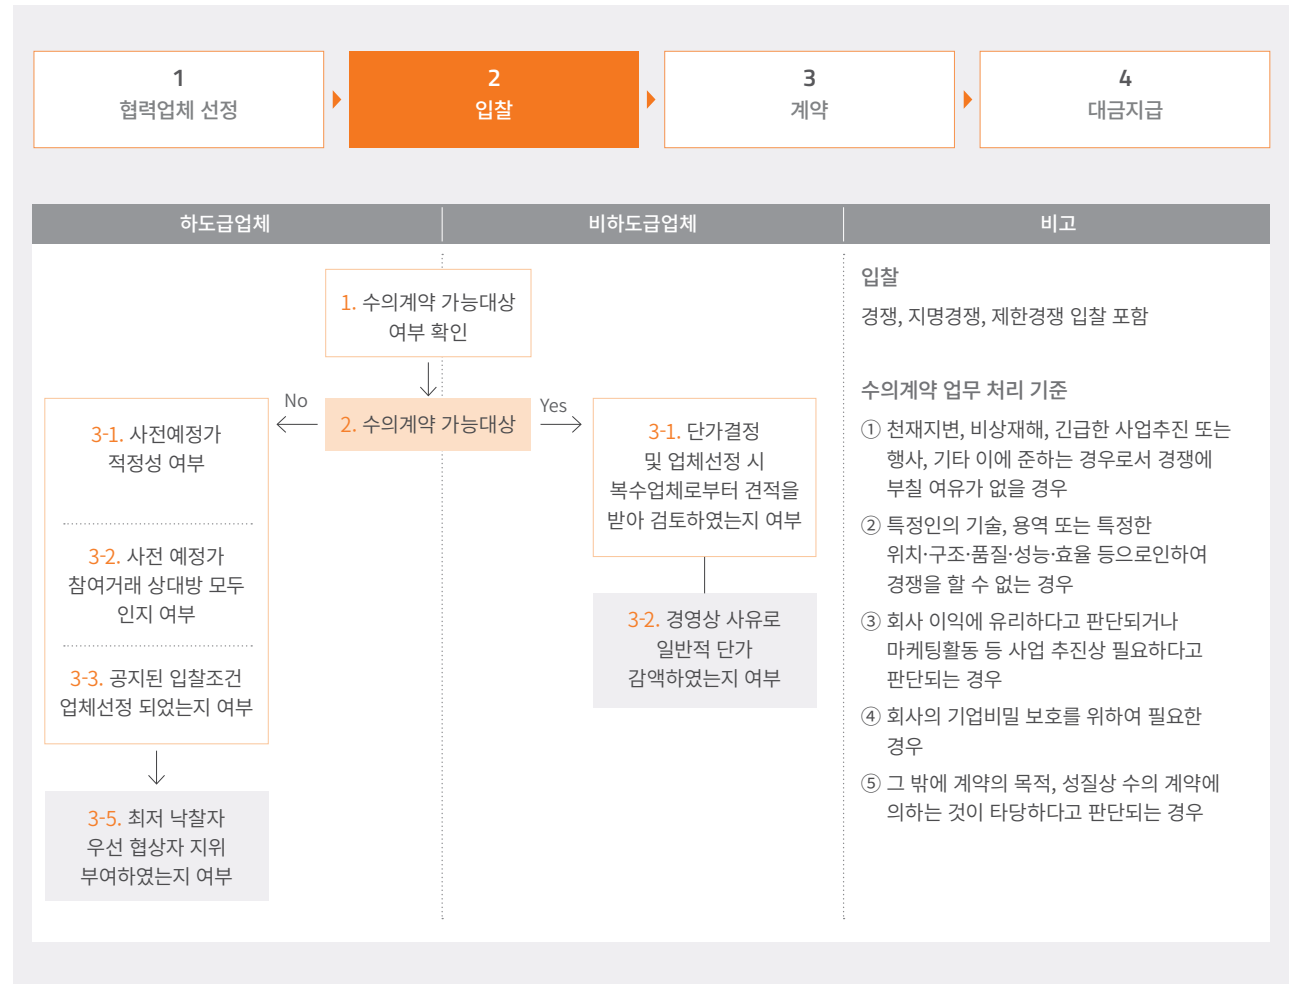 1
협력업체 선정
2
입찰
3
계약
4
대금지급
하도급업체
비하도급업체
비고
1. 수의계약 가능대상
여부 확인
2. 수의계약 가능대상
No
Yes
3-1. 사전예정가
적정성 여부
3-2. 사전 예정가
참여거래 상대방 모두
인지 여부
3-3. 공지된 입찰조건
업체선정 되었는지 여부
3-5. 최저 낙찰자
우선 협상자 지위
부여하였는지 여부
3-1. 단가결정
및 업체선정 시
복수업체로부터 견적을
받아 검토하였는지 여부
3-2. 경영상 사유로
일반적 단가
감액하였는지 여부
입찰
경쟁, 지명경쟁, 제한경쟁 입찰 포함
수의계약 업무 처리 기준
① 천재지변, 비상재해, 긴급한 사업추진 또는
행사, 기타 이에 준하는 경우로서 경쟁에
부칠 여유가 없을 경우
② 특정인의 기술, 용역 또는 특정한
위치·구조·품질·성능·효율 등으로인하여
경쟁을 할 수 없는 경우
③ 회사 이익에 유리하다고 판단되거나
마케팅활동 등 사업 추진상 필요하다고
판단되는 경우
④ 회사의 기업비밀 보호를 위하여 필요한
경우
⑤ 그 밖에 계약의 목적, 성질상 수의 계약에
의하는 것이 타당하다고 판단되는 경우